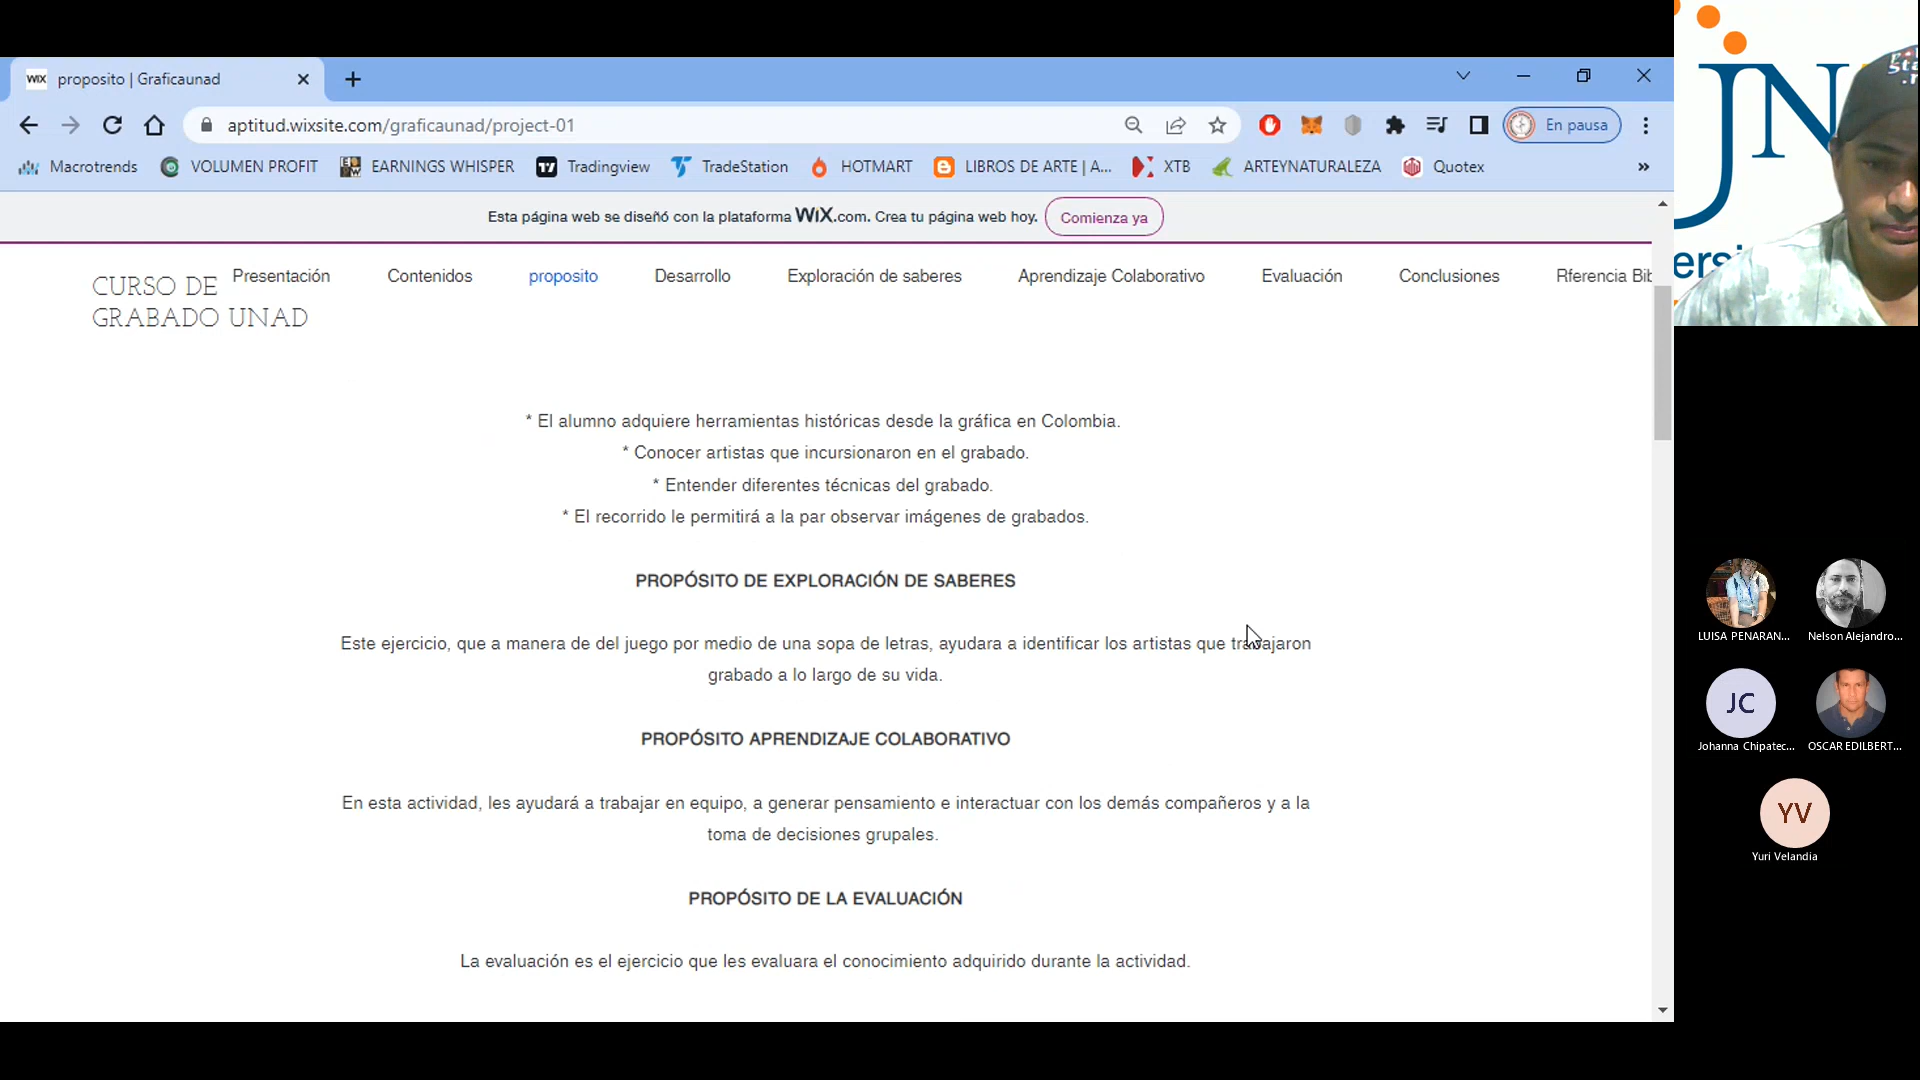 WiX proposito | Graficaunad
aptitud.wixsite.com/graficaunad/project-01
En pausa
Macrotrends VOLUMEN PROFIT EARNINGS WHISPER Tradingview TradeStation HOTMART LIBROS DE ARTE | A... XTB ARTEYNATURALEZA Quotex »
Esta página web se diseñó con la plataforma WiX.com. Crea tu página web hoy. Comienza ya
CURSO DE
GRABADO UNAD
Presentación Contenidos proposito Desarrollo Exploración de saberes Aprendizaje Colaborativo Evaluación Conclusiones Rferencia Bib
* El alumno adquiere herramientas históricas desde la gráfica en Colombia.
* Conocer artistas que incursionaron en el grabado.
* Entender diferentes técnicas del grabado.
* El recorrido le permitirá a la par observar imágenes de grabados.
PROPÓSITO DE EXPLORACIÓN DE SABERES
Este ejercicio, que a manera de del juego por medio de una sopa de letras, ayudara a identificar los artistas que trabajaron
grabado a lo largo de su vida.
PROPÓSITO APRENDIZAJE COLABORATIVO
En esta actividad, les ayudará a trabajar en equipo, a generar pensamiento e interactuar con los demás compañeros y a la
toma de decisiones grupales.
PROPÓSITO DE LA EVALUACIÓN
La evaluación es el ejercicio que les evaluara el conocimiento adquirido durante la actividad.
JN
ersi
LUISA PENARAN...
Nelson Alejandro...
JC
Johanna Chipatec...
OSCAR EDILBERT...
YV
Yuri Velandia